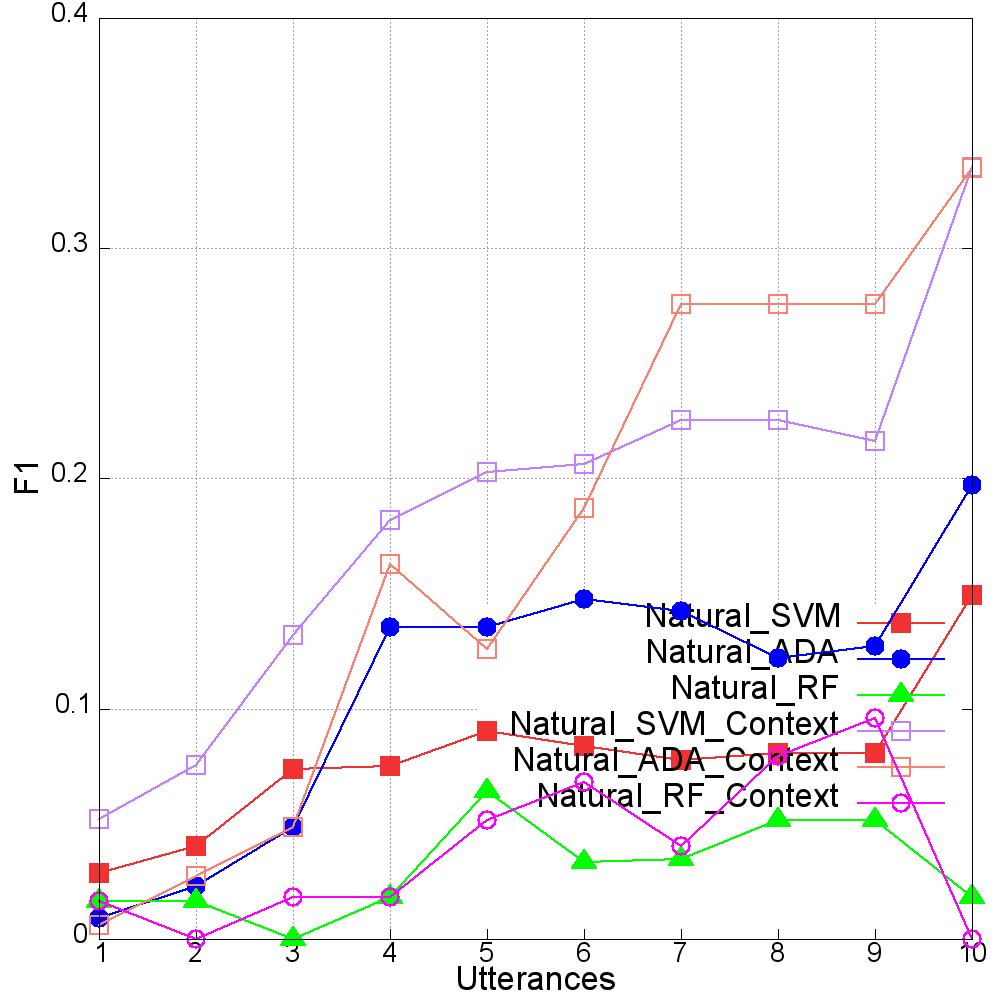 0.4
0.3
0.2
0.1
0
F1
Natural_SVM
Natural_ADA
Natural_RF
Natural_SVM_Context
Natural_ADA_Context
Natural_RF_Context
1 2 3 4 5 6 7 8 9 10
Utterances